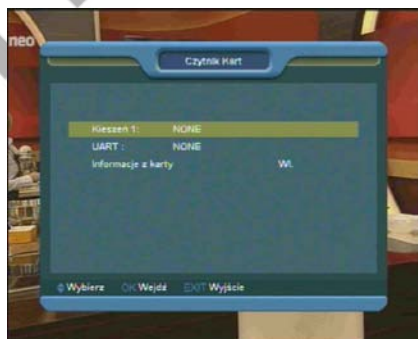 neo
Czytnik Kart
Kieszeń 1: NONE
UART : NONE
Informacje z karty Wł.
Wybierz OK Wejdź EXIT Wyjście